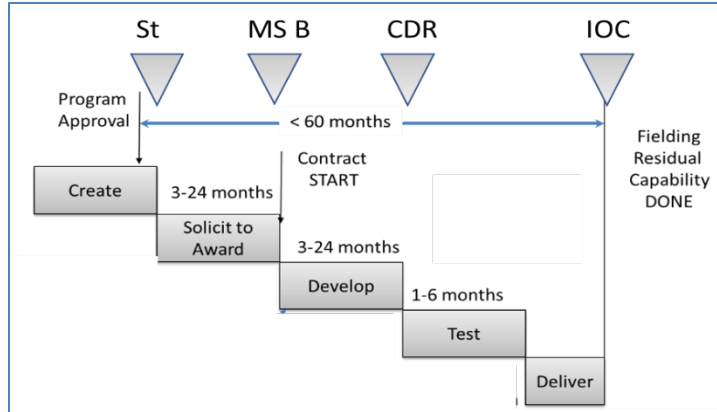 St
MS B
CDR
IOC
Program
Approval
< 60 months
Fielding
Residual
Capability
DONE
Contract
START
Create
3-24 months
Solicit to
Award
3-24 months
Develop
1-6 months
Test
Deliver